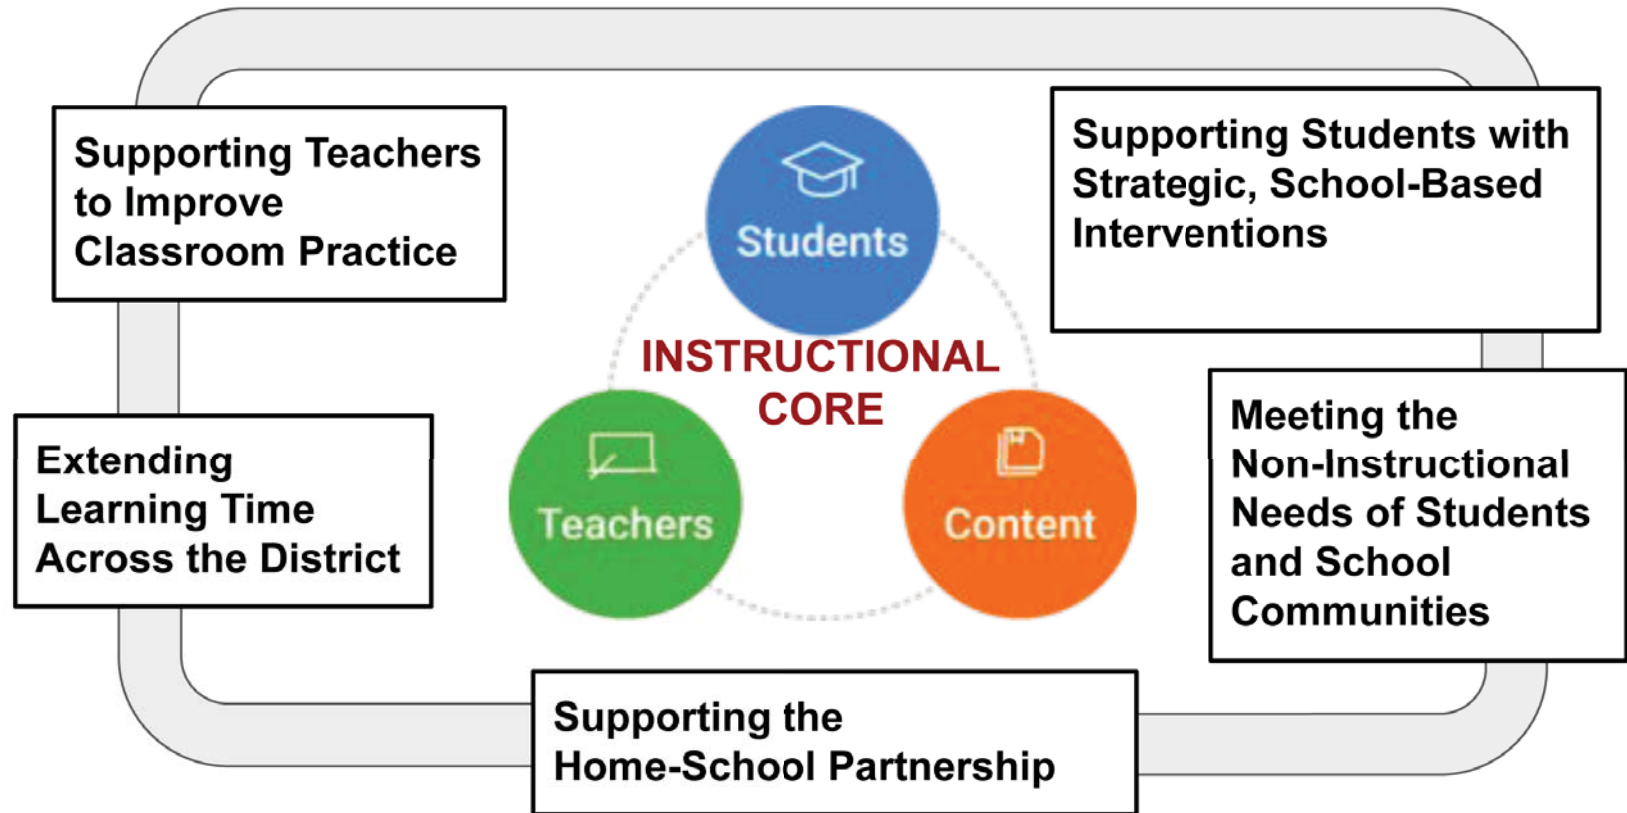 Supporting Teachers
to Improve
Classroom Practice
Supporting Students with
Strategic, School-Based
Interventions
Students
INSTRUCTIONAL
CORE
Teachers
Content
Extending
Learning Time
Across the District
Meeting the
Non-Instructional
Needs of Students
and School
Communities
Supporting the
Home-School Partnership